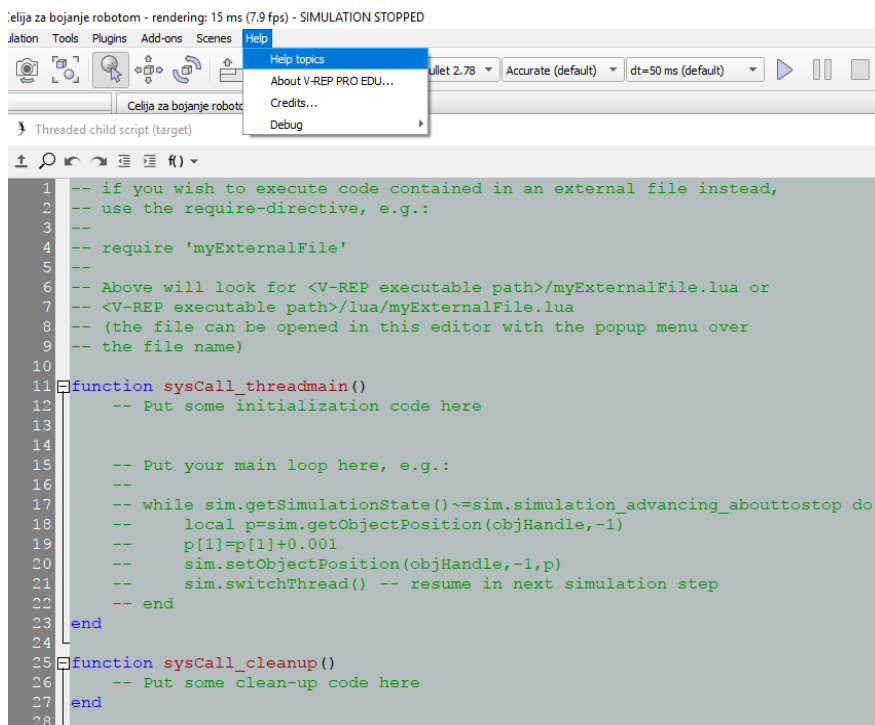 Celija za bojanje robotom - rendering: 15 ms (7.9 fps) - SIMULATION STOPPED
Tools Plugins Add-ons Scenes Help
Help topics
About V-REP PRO EDU...
Credits...
Debug
2.78 Accurate (default) dt=50 ms (default)
Celija za bojanje
Threaded child script (target)
f()
1 -- if you wish to execute code contained in an external file instead,
2 -- use the require-directive, e.g.:
3 --
4 -- require 'myExternalFile'
5 --
6 -- Above will look for <V-REP executable path>/myExternalFile.lua or
7 -- <V-REP executable path>/lua/myExternalFile.lua
8 -- (the file can be opened in this editor with the popup menu over
9 -- the file name)
10
11 function sysCall_threadmain()
12 -- Put some initialization code here
13
14
15 -- Put your main loop here, e.g.:
16 --
17 -- while sim.getSimulationState()~=sim.simulation_advancing_abouttostop do
18 -- local p=sim.getObjectPosition(objHandle,-1)
19 -- p[1]=p[1]+0.001
20 -- sim.setObjectPosition(objHandle,-1,p)
21 -- sim.switchThread() -- resume in next simulation step
22 -- end
23 end
24
25 function sysCall_cleanup()
26 -- Put some clean-up code here
27 end
28